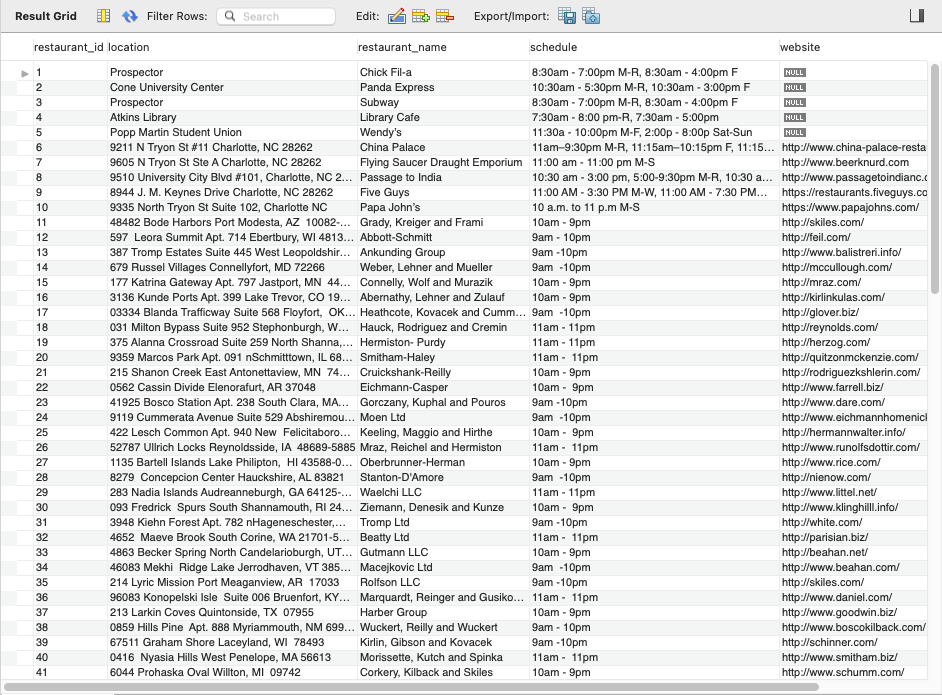 Result Grid Filter Rows: Search Edit: Export/Import:
restaurant_id location restaurant_name schedule website
1 Prospector Chick Fil-a 8:30am - 7:00pm M-R, 8:30am - 4:00pm F NULL
2 Cone University Center Panda Express 10:30am - 5:30pm M-R, 10:30am - 3:00pm F NULL
3 Prospector Subway 8:30am - 7:00pm M-R, 8:30am - 4:00pm F NULL
4 Atkins Library Library Cafe 7:30am - 8:00 pm-R, 7:30am - 5:00pm NULL
5 Popp Martin Student Union Wendy's 11:30a - 10:00pm M-F, 2:00p - 8:00p Sat-Sun NULL
6 9211 N Tryon St #11 Charlotte, NC 28262 China Palace 11am–9:30pm M-R, 11:15am–10:15pm F, 11:15... http://www.china-palace-resta
7 9605 N Tryon St Ste A Charlotte, NC 28262 Flying Saucer Draught Emporium 11:00 am - 11:00 pm M-S http://www.beerknurd.com
8 9510 University City Blvd #101, Charlotte, NC 2... Passage to India 10:30 am - 3:00 pm, 5:00-9:30pm M-R, 10:30 a... http://www.passagetoindianc.c
9 8944 J. M. Keynes Drive Charlotte, NC 28262 Five Guys 11:00 AM - 3:30 PM M-W, 11:00 AM - 7:30 PM... https://restaurants.fiveguys.co
10 9335 North Tryon St Suite 102, Charlotte NC Papa John's 10 a.m. to 11 p.m M-S https://www.papajohns.com/
11 48482 Bode Harbors Port Modesta, AZ 10082-... Grady, Kreiger and Frami 10am - 9pm http://skiles.com/
12 597 Leora Summit Apt. 714 Ebertbury, WI 4813... Abbott-Schmitt 9am - 10pm http://feil.com/
13 387 Tromp Estates Suite 445 West Leopoldshir... Ankunding Group 9am -10pm http://www.balistreri.info/
14 679 Russel Villages Connellyfort, MD 72266 Weber, Lehner and Mueller 9am -10pm http://mccullough.com/
15 177 Katrina Gateway Apt. 797 Jastport, MN 44... Connelly, Wolf and Murazik 10am - 9pm http://mraz.com/
16 3136 Kunde Ports Apt. 399 Lake Trevor, CO 19... Abernathy, Lehner and Zulauf 10am - 9pm http://kirlinkulas.com/
17 03334 Blanda Trafficway Suite 568 Floyfort, OK... Heathcote, Kovacek and Cumm... 9am -10pm http://glover.biz/
18 031 Milton Bypass Suite 952 Stephonburgh, W... Hauck, Rodriguez and Cremin 11am - 11pm http://reynolds.com/
19 375 Alanna Crossroad Suite 259 North Shanna,... Hermiston- Purdy 11am - 11pm http://herzog.com/
20 9359 Marcos Park Apt. 091 nSchmitttown, IL 68... Smitham-Haley 11am - 11pm http://quitzonmckenzie.com/
21 215 Shanon Creek East Antonettaview, MN 74... Cruickshank-Reilly 10am - 9pm http://rodriguezkshlerin.com/
22 0562 Cassin Divide Elenorafurt, AR 37048 Eichmann-Casper 10am - 9pm http://www.farrell.biz/
23 41925 Bosco Station Apt. 238 South Clara, MA... Gorczany, Kuphal and Pouros 9am -10pm http://www.dare.com/
24 9119 Cummerata Avenue Suite 529 Abshiremou... Moen Ltd 9am -10pm http://www.eichmannhomenick
25 422 Lesch Common Apt. 940 New Felicitaboro... Keeling, Maggio and Hirthe 10am - 9pm http://hermannwalter.info/
26 52787 Ullrich Locks Reynoldsside, IA 48689-5885 Mraz, Reichel and Hermiston 11am - 11pm http://www.runolfsdottir.com/
27 1135 Bartell Islands Lake Philipton, HI 43588-0... Oberbrunner-Herman 10am - 9pm http://www.rice.com/
28 8279 Concepcion Center Hauckshire, AL 83821 Stanton-D'Amore 9am -10pm http://nienow.com/
29 283 Nadia Islands Audreanneburgh, GA 64125-... Waelchi LLC 11am - 11pm http://www.littel.net/
30 093 Fredrick Spurs South Shannamouth, RI 24... Ziemann, Denesik and Kunze 10am - 9pm http://www.klinghilll.info/
31 3948 Kiehn Forest Apt. 782 nHageneschester,... Tromp Ltd 9am -10pm http://white.com/
32 4652 Maeve Brook South Corine, WA 21701-5... Beatty Ltd 11am - 11pm http://parisian.biz/
33 4863 Becker Spring North Candelarioburgh, UT... Gutmann LLC 10am - 9pm http://beahan.net/
34 46083 Mekhi Ridge Lake Jerrodhaven, VT 385... Macejkovic Ltd 9am -10pm http://www.beahan.com/
35 214 Lyric Mission Port Meaganview, AR 17033 Rolfson LLC 9am -10pm http://skiles.com/
36 96083 Konopelski Isle Suite 006 Bruenfort, KY... Marquardt, Reinger and Gusiko... 11am - 11pm http://www.daniel.com/
37 213 Larkin Coves Quintonside, TX 07955 Harber Group 10am - 9pm http://www.goodwin.biz/
38 0859 Hills Pine Apt. 888 Myriammouth, NM 699... Wuckert, Reilly and Wuckert 9am - 10pm http://www.boscokilback.com/
39 67511 Graham Shore Laceyland, WI 78493 Kirlin, Gibson and Kovacek 9am -10pm http://schinner.com/
40 0416 Nyasia Hills West Penelope, MA 56613 Morissette, Kutch and Spinka 11am - 11pm http://www.smitham.biz/
41 6044 Prohaska Oval Willton, MI 09742 Corkery, Kilback and Skiles 10am - 9pm http://www.schumm.com/